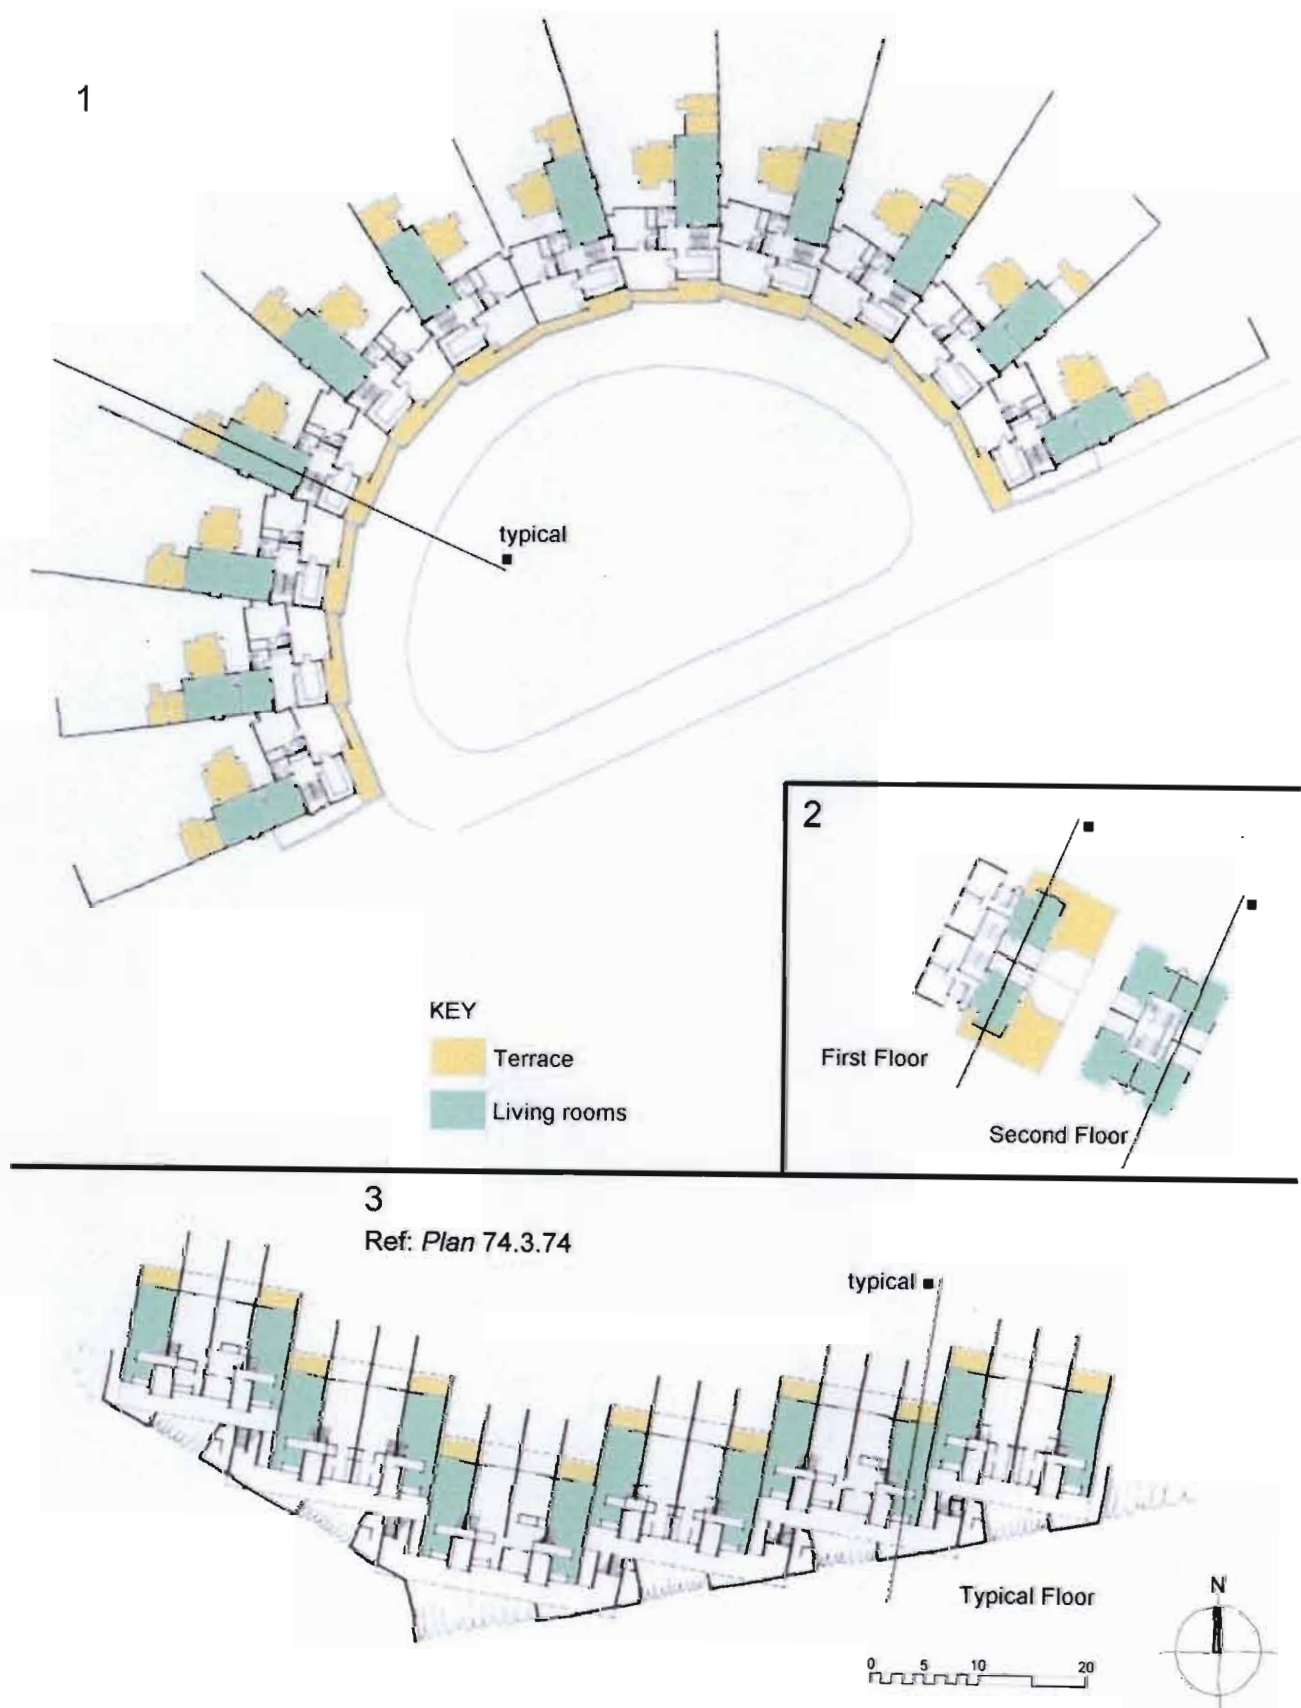 1
typical
2
First Floor
Second Floor
KEY
Terrace
Living rooms
3
Ref: Plan 74.3.74
typical
Typical Floor
N
0 5 10 20